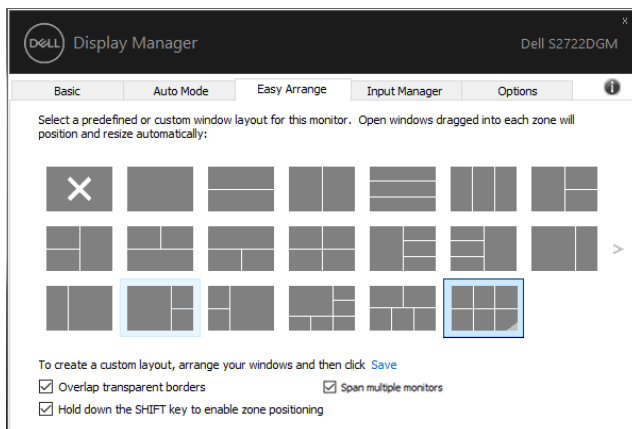 x
DELL Display Manager Dell S2722DGM
Basic Auto Mode Easy Arrange Input Manager Options i
Select a predefined or custom window layout for this monitor. Open windows dragged into each zone will
position and resize automatically:
>
To create a custom layout, arrange your windows and then click Save
Overlap transparent borders Span multiple monitors
Hold down the SHIFT key to enable zone positioning